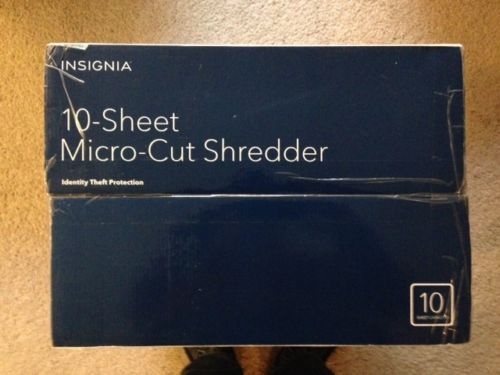 INSIGNIA
10-Sheet
Micro-Cut Shredder
Identity Theft Protection
10